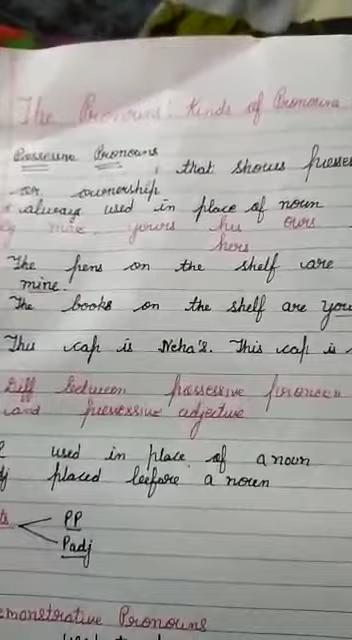 The Pronouns: Kinds of Pronouns
Possessive Pronouns
, that shows
or ownership
always used in place of noun
mine yours his ours
hers
The pens on the shelf are
mine.
The books on the shelf are you
This cap is Neha's. This cap is
Diff between possessive pronoun
and possessive adjective
used in place of a noun
placed before a noun
PP
Padj
emonstrative Pronouns